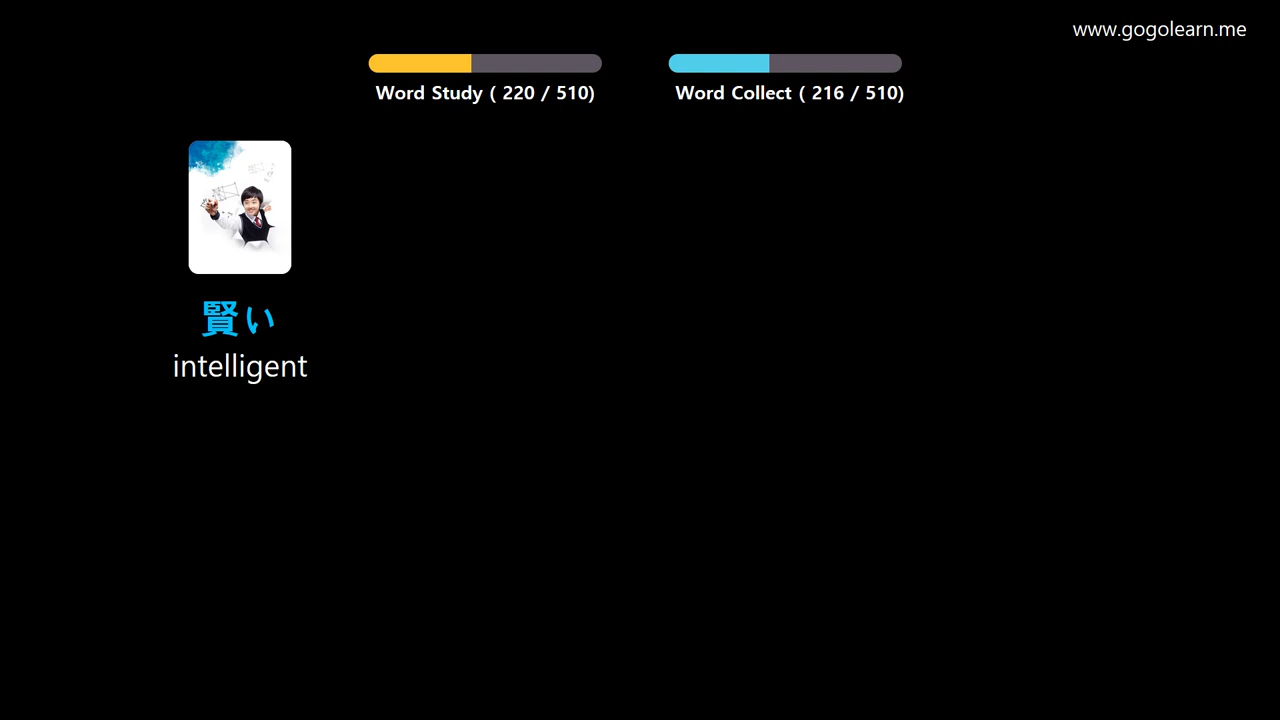 www.gogolearn.me
Word Study ( 220 / 510)
Word Collect ( 216 / 510)
賢い
intelligent